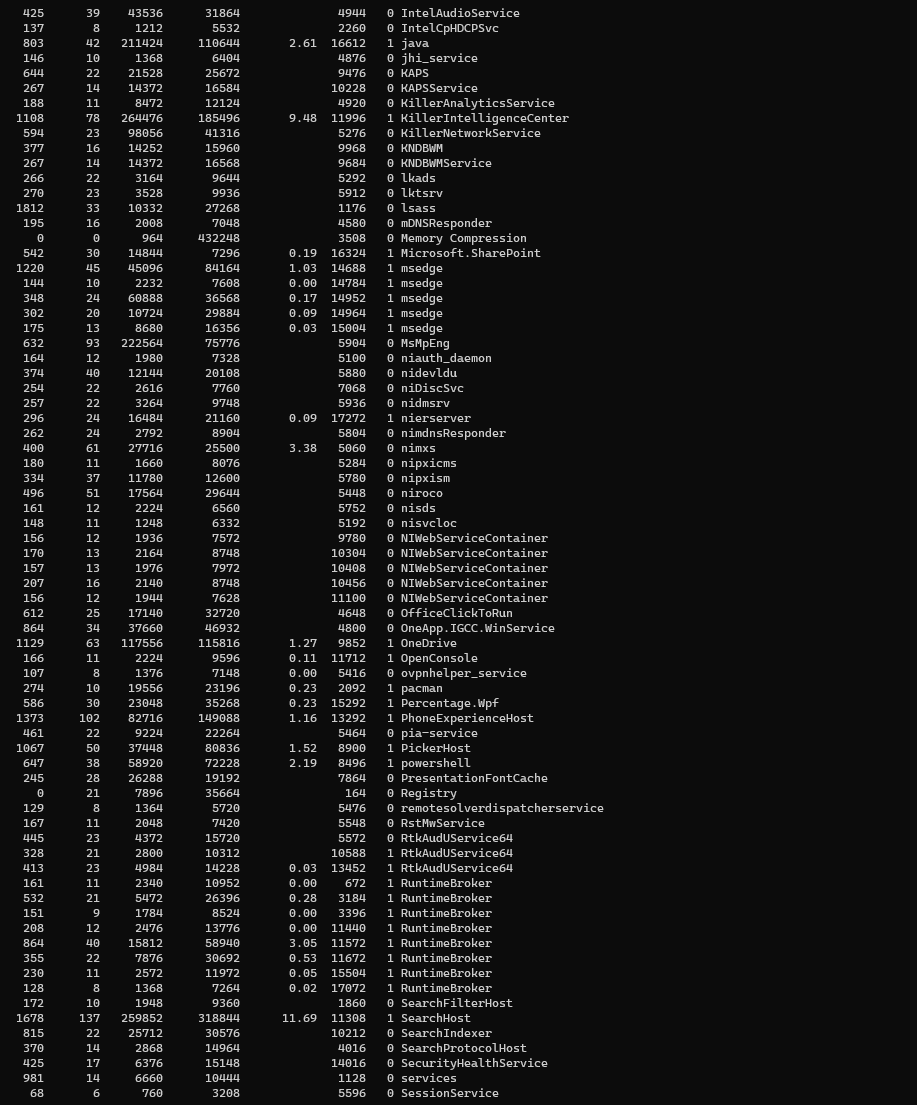 425 39 43536 31864 4944 0 IntelAudioService
137 8 1212 5532 2260 0 IntelCpHDCPSvc
803 42 211424 110644 2.61 16612 1 java
146 10 1368 6404 4876 0 jhi_service
644 22 21528 25672 9476 0 KAPS
267 14 14372 16584 10228 0 KAPSService
188 11 8472 12124 4920 0 KillerAnalyticsService
1108 78 264476 185496 9.48 11996 1 KillerIntelligenceCenter
594 23 98056 41316 5276 0 KillerNetworkService
377 16 14252 15960 9968 0 KNDBWM
267 14 14372 16568 9684 0 KNDBWMService
266 22 3164 9644 5292 0 lkads
270 23 3528 9936 5912 0 lktsrv
1812 33 10332 27268 1176 0 lsass
195 16 2008 7048 4580 0 mDNSResponder
0 0 964 432248 3508 0 Memory Compression
542 30 14844 7296 0.19 16324 1 Microsoft.SharePoint
1220 45 45096 84164 1.03 14688 1 msedge
144 10 2232 7608 0.00 14784 1 msedge
348 24 60888 36568 0.17 14952 1 msedge
302 20 10724 29884 0.09 14964 1 msedge
175 13 8680 16356 0.03 15004 1 msedge
632 93 222564 75776 5904 0 MsMpEng
164 12 1980 7328 5100 0 niauth_daemon
374 40 12144 20108 5880 0 nidevldu
254 22 2616 7760 7068 0 niDiscSvc
257 22 3264 9748 5936 0 nidmsrv
296 24 16484 21160 0.09 17272 1 nierserver
262 24 2792 8904 5804 0 nimdnsResponder
400 61 27716 25500 3.38 5060 0 nimxs
180 11 1660 8076 5284 0 nipxicms
334 37 11780 12600 5780 0 nipxism
496 51 17564 29644 5448 0 niroco
161 12 2224 6560 5752 0 nisds
148 11 1248 6332 5192 0 nisvcloc
156 12 1936 7572 9780 0 NIWebServiceContainer
170 13 2164 8748 10304 0 NIWebServiceContainer
157 13 1976 7972 10408 0 NIWebServiceContainer
207 16 2140 8748 10456 0 NIWebServiceContainer
156 12 1944 7628 11100 0 NIWebServiceContainer
612 25 17140 32720 4648 0 OfficeClickToRun
864 34 37660 46932 4800 0 OneApp.IGCC.WinService
1129 63 117556 115816 1.27 9852 1 OneDrive
166 11 2224 9596 0.11 11712 1 OpenConsole
107 8 1376 7148 0.00 5416 0 ovpnhelper_service
274 10 19556 23196 0.23 2092 1 pacman
586 30 23048 35268 0.23 15292 1 Percentage.Wpf
1373 102 82716 149088 1.16 13292 1 PhoneExperienceHost
461 22 9224 22264 5464 0 pia-service
1067 50 37448 80836 1.52 8900 1 PickerHost
647 38 58920 72228 2.19 8496 1 powershell
245 28 26288 19192 7864 0 PresentationFontCache
0 21 7896 35664 164 0 Registry
129 8 1364 5720 5476 0 remotesolverdispatcherservice
167 11 2048 7420 5548 0 RstMwService
445 23 4372 15720 5572 0 RtkAudUService64
328 21 2800 10312 10588 1 RtkAudUService64
413 23 4984 14228 0.03 13452 1 RtkAudUService64
161 11 2340 10952 0.00 672 1 RuntimeBroker
532 21 5472 26396 0.28 3184 1 RuntimeBroker
151 9 1784 8524 0.00 3396 1 RuntimeBroker
208 12 2476 13776 0.00 11440 1 RuntimeBroker
864 40 15812 58940 3.05 11572 1 RuntimeBroker
355 22 7876 30692 0.53 11672 1 RuntimeBroker
230 11 2572 11972 0.05 15504 1 RuntimeBroker
128 8 1368 7264 0.02 17072 1 RuntimeBroker
172 10 1948 9360 1860 0 SearchFilterHost
1678 137 259852 318844 11.69 11308 1 SearchHost
815 22 25712 30576 10212 0 SearchIndexer
370 14 2868 14964 4016 0 SearchProtocolHost
425 17 6376 15148 14016 0 SecurityHealthService
981 14 6660 10444 1128 0 services
68 6 760 3208 5596 0 SessionService